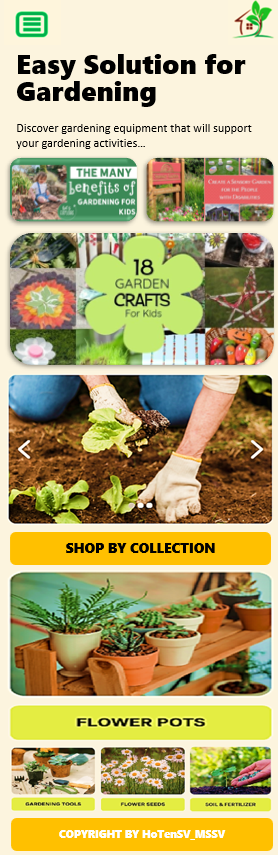 Easy Solution for
Gardening
Discover gardening equipment that will support
your gardening activities...
THE MANY
benefits of
GARDENING FOR
KIDS
CREATE A SENSORY GARDEN
FOR THE PEOPLE
WITH DISABILITIES
18
GARDEN
CRAFTS
For Kids
SHOP BY COLLECTION
FLOWER POTS
GARDENING TOOLS
FLOWER SEEDS
SOIL & FERTILIZER
COPYRIGHT BY HoTenSV_MSSV